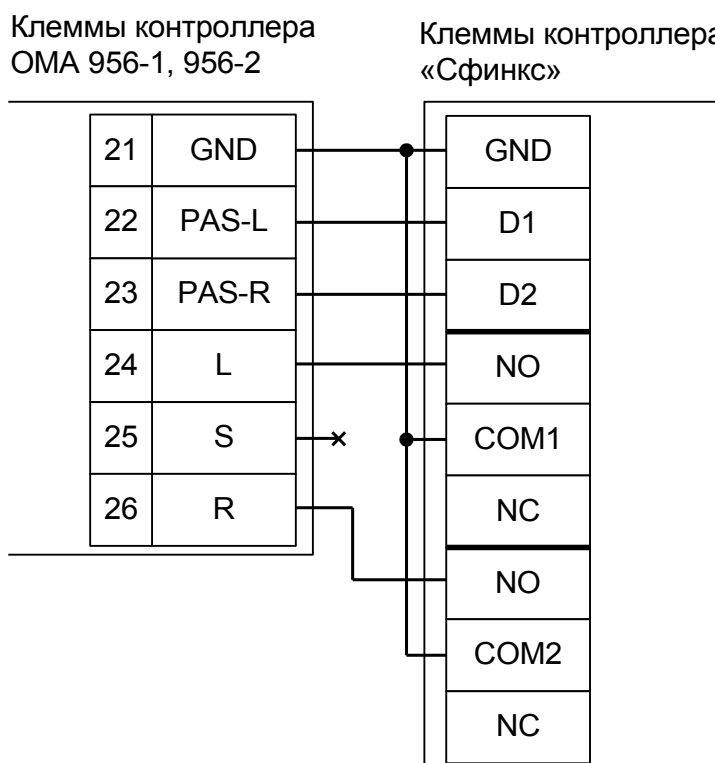 Клеммы контроллера
ОМА 956-1, 956-2
Клеммы контроллера
«Сфинкс»
21 GND
22 PAS-L
23 PAS-R
24 L
25 S
26 R
GND
D1
D2
NO
COM1
NC
NO
COM2
NC